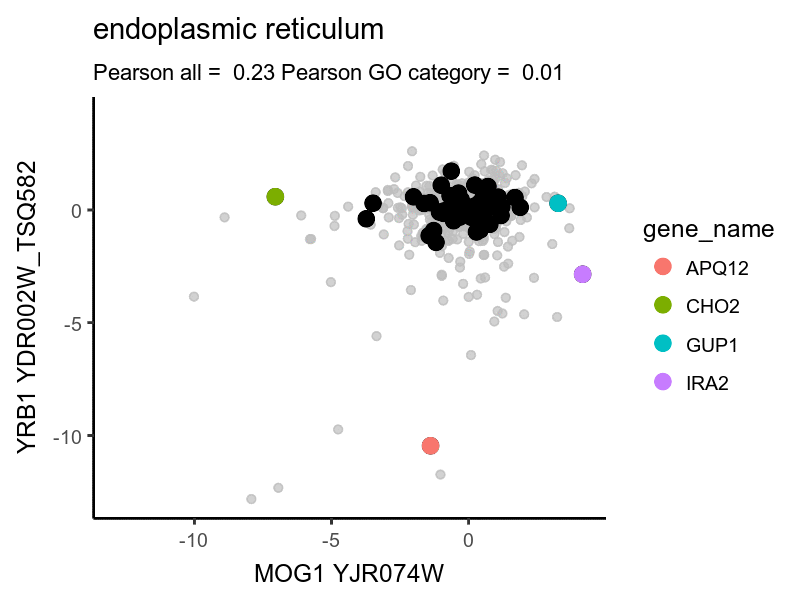 endoplasmic reticulum
Pearson all =  0.23 Pearson GO category =  0.01
YRB1 YDR002W_TSQ582
0
-5
-10
-10
-5
0
MOG1 YJR074W
gene_name
APQ12
CHO2
GUP1
IRA2